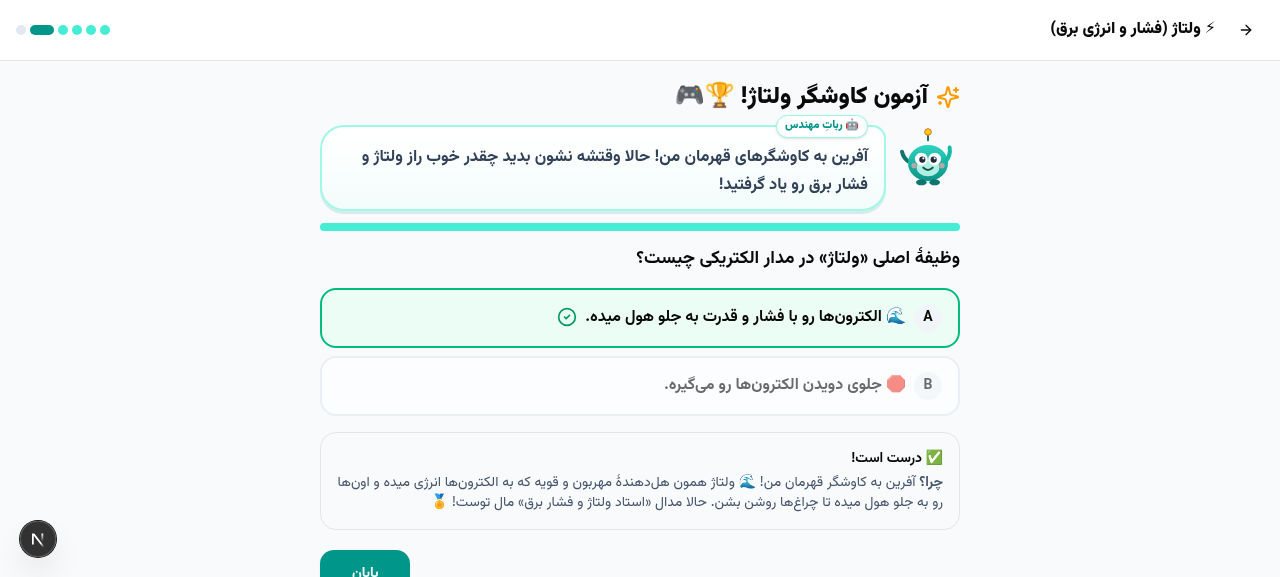 ⚡ ولتاژ (فشار و انرژی برق)
آزمون کاوشگر ولتاژ! 🏆🎮
🤖 ربات مهندس
آفرین به کاوشگرهای قهرمان من! حالا وقتشه نشون بدید چقدر خوب راز ولتاژ و
فشار برق رو یاد گرفتید!
وظیفهٔ اصلی «ولتاژ» در مدار الکتریکی چیست؟
A 🌊 الکترون‌ها رو با فشار و قدرت به جلو هول میده.
B 🛑 جلوی دویدن الکترون‌ها رو می‌گیره.
✅ درست است!
چرا؟ آفرین به کاوشگر قهرمان من! 🌊 ولتاژ همون هل‌دهندهٔ مهربون و قویه که به الکترون‌ها انرژی میده و اون‌ها
رو به جلو هول میده تا چراغ‌ها روشن بشن. حالا مدال «استاد ولتاژ و فشار برق» مال توست! 🏅
پایان
N